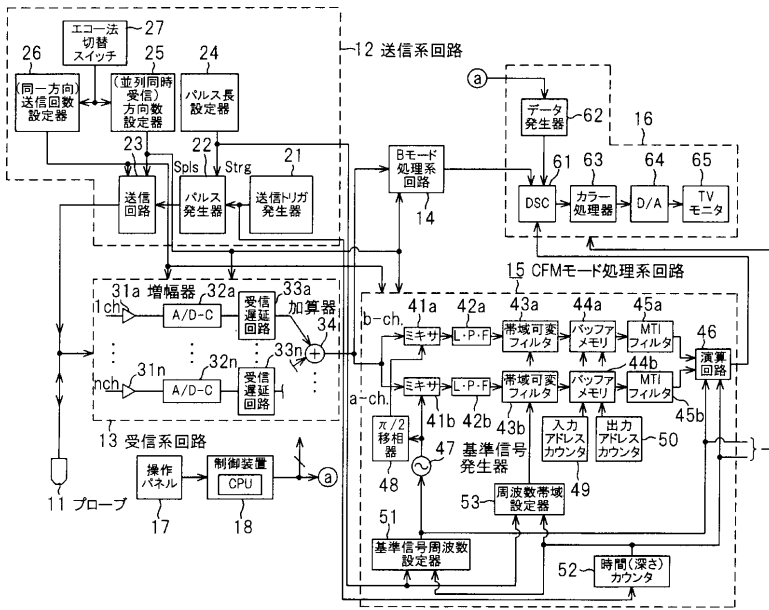 27
エコー法
切替
スイッチ
12 送信系回路
26
(同一方向)
送信回数
設定器
25
(並列同時
受信)
方向数
設定器
24
パルス長
設定器
23
送信
回路
Spls
22
パルス
発生器
Strg
21
送信トリガ
発生器
a
データ
発生器
62
16
Bモード
処理系
回路
14
61
DSC
63
カラー
処理器
64
D/A
65
TV
モニタ
15 CFMモード処理系回路
増幅器
31a
1ch
32a
A/D-C
33a
受信
遅延
回路
加算器
34
31n
nch
32n
A/D-C
33n
受信
遅延
回路
13 受信系回路
11 プローブ
操作
パネル
17
制御装置
CPU
18
a
b-ch.
a-ch.
41a
ミキサ
42a
L・P・F
43a
帯域可変
フィルタ
44a
バッファ
メモリ
45a
MTI
フィルタ
46
演算
回路
ミキサ
41b
L・P・F
42b
帯域可変
フィルタ
43b
バッファ
メモリ
44b
MTI
フィルタ
45b
π/2
移相
器
48
47
基準信号
発生器
入力
アドレス
カウンタ
49
出力
アドレス
カウンタ
50
53
周波数帯域
設定器
51
基準信号周波数
設定器
52
時間(深さ)
カウンタ